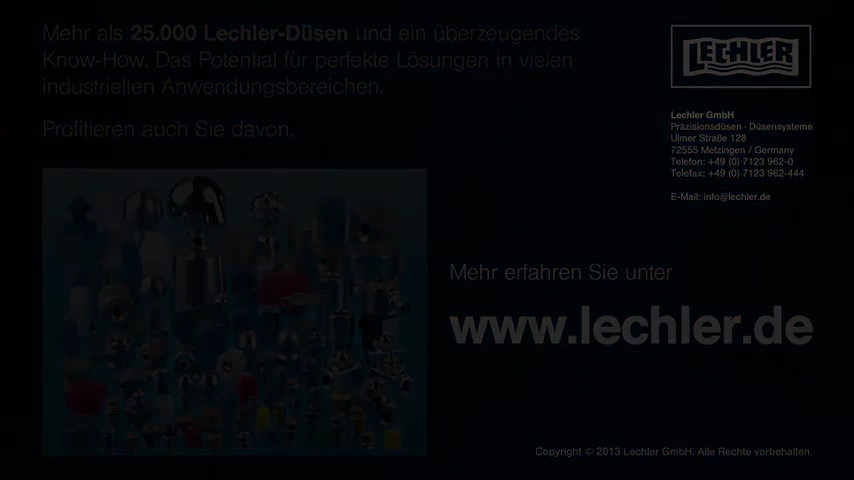 Mehr als 25.000 Lechler-Düsen und ein überzeugendes
Know-How. Das Potential für perfekte Lösungen in vielen
industriellen Anwendungsbereichen.
Profitieren auch Sie davon.
LECHLER
Lechler GmbH
Präzisionsdüsen · Düsensysteme
Ulmer Straße 128
72555 Metzingen / Germany
Telefon: +49 (0) 7123 962-0
Telefax: +49 (0) 7123 962-444
E-Mail: info@lechler.de
Mehr erfahren Sie unter
www.lechler.de
Copyright © 2013 Lechler GmbH. Alle Rechte vorbehalten.